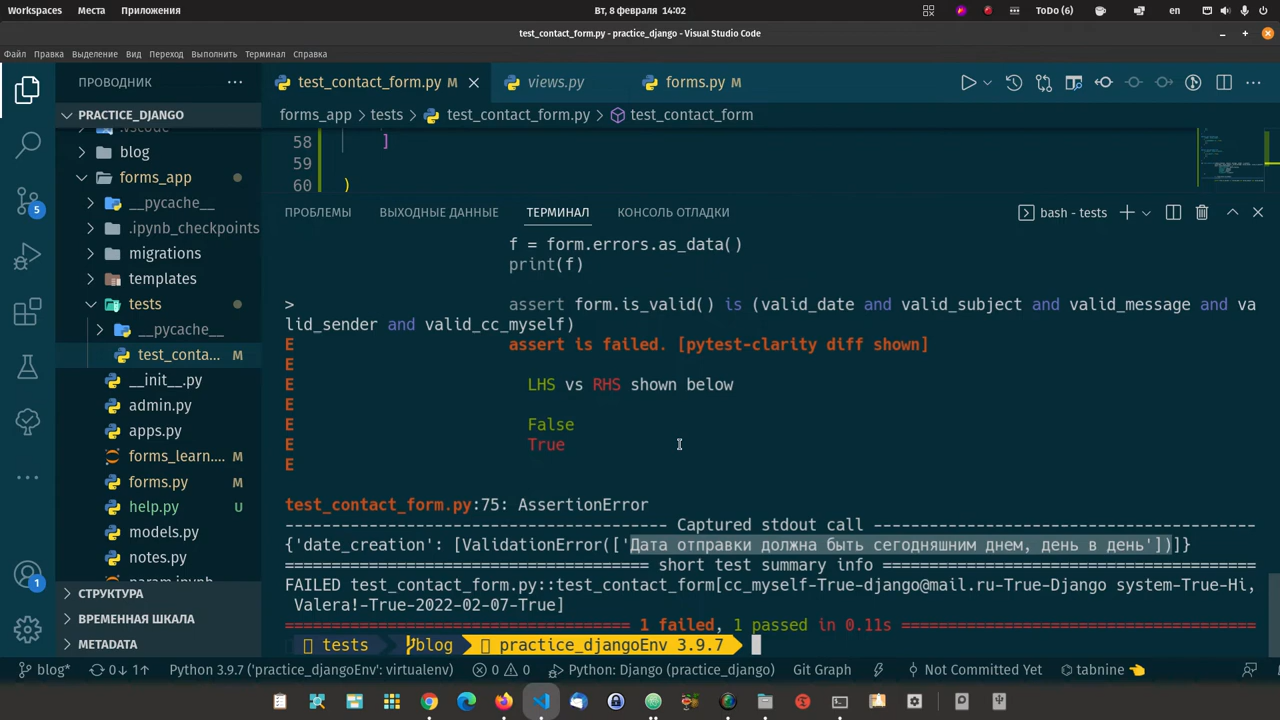 Workspaces Места Приложения Вт, 8 февраля 14:02 ToDo (6) en
test_contact_form.py - practice_django - Visual Studio Code
Файл Правка Выделение Вид Переход Выполнить Терминал Справка
ПРОВОДНИК ··· test_contact_form.py M views.py forms.py M
PRACTICE_DJANGO forms_app > tests > test_contact_form.py > test_contact_form
.vscode
blog
forms_app
__pycache__
.ipynb_checkpoints
migrations
templates
tests
__pycache__
test_conta... M
__init__.py
admin.py
apps.py
forms_learn.... M
forms.py M
help.py U
models.py
notes.py
param.ipynb
СТРУКТУРА
ВРЕМЕННАЯ ШКАЛА
METADATA
5
1
58 ]
59
60 )
ПРОБЛЕМЫ ВЫХОДНЫЕ ДАННЫЕ ТЕРМИНАЛ КОНСОЛЬ ОТЛАДКИ bash - tests
f = form.errors.as_data()
print(f)
> assert form.is_valid() is (valid_date and valid_subject and valid_message and va
lid_sender and valid_cc_myself)
E assert is failed. [pytest-clarity diff shown]
E
E LHS vs RHS shown below
E
E False
E True
E
test_contact_form.py:75: AssertionError
---------------------------------------- Captured stdout call ----------------------------------------
{'date_creation': [ValidationError(['Дата отправки должна быть сегодняшним днем, день в день'])]}
====================================== short test summary info =======================================
FAILED test_contact_form.py::test_contact_form[cc_myself-True-django@mail.ru-True-Django system-True-Hi,
Valera!-True-2022-02-07-True]
==================================== 1 failed, 1 passed in 0.11s =====================================
tests blog practice_djangoEnv 3.9.7
blog* 0↓ 1↑ Python 3.9.7 ('practice_djangoEnv': virtualenv) 0 0 Python: Django (practice_django) Git Graph Not Committed Yet tabnine